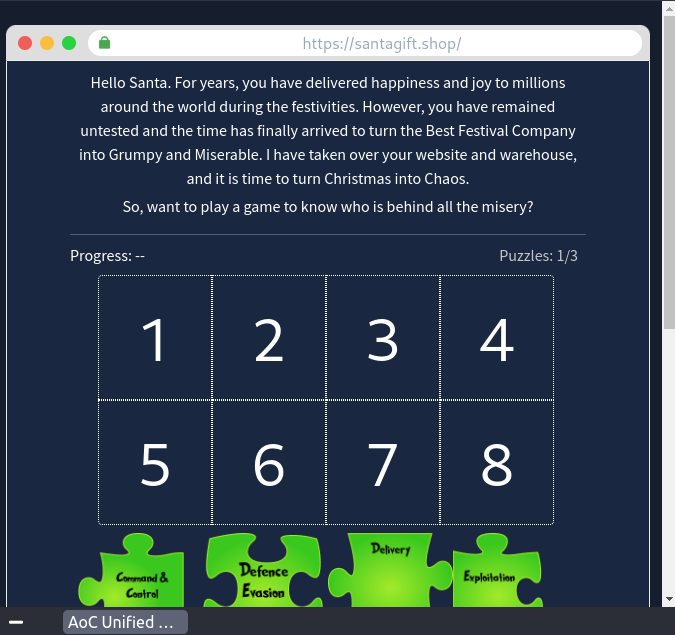 https://santagift.shop/
Hello Santa. For years, you have delivered happiness and joy to millions
around the world during the festivities. However, you have remained
untested and the time has finally arrived to turn the Best Festival Company
into Grumpy and Miserable. I have taken over your website and warehouse,
and it is time to turn Christmas into Chaos.
So, want to play a game to know who is behind all the misery?
Progress: -- Puzzles: 1/3
1 2 3 4
5 6 7 8
Command &
Control
Defence
Evasion
Delivery
Exploitation
AoC Unified ...